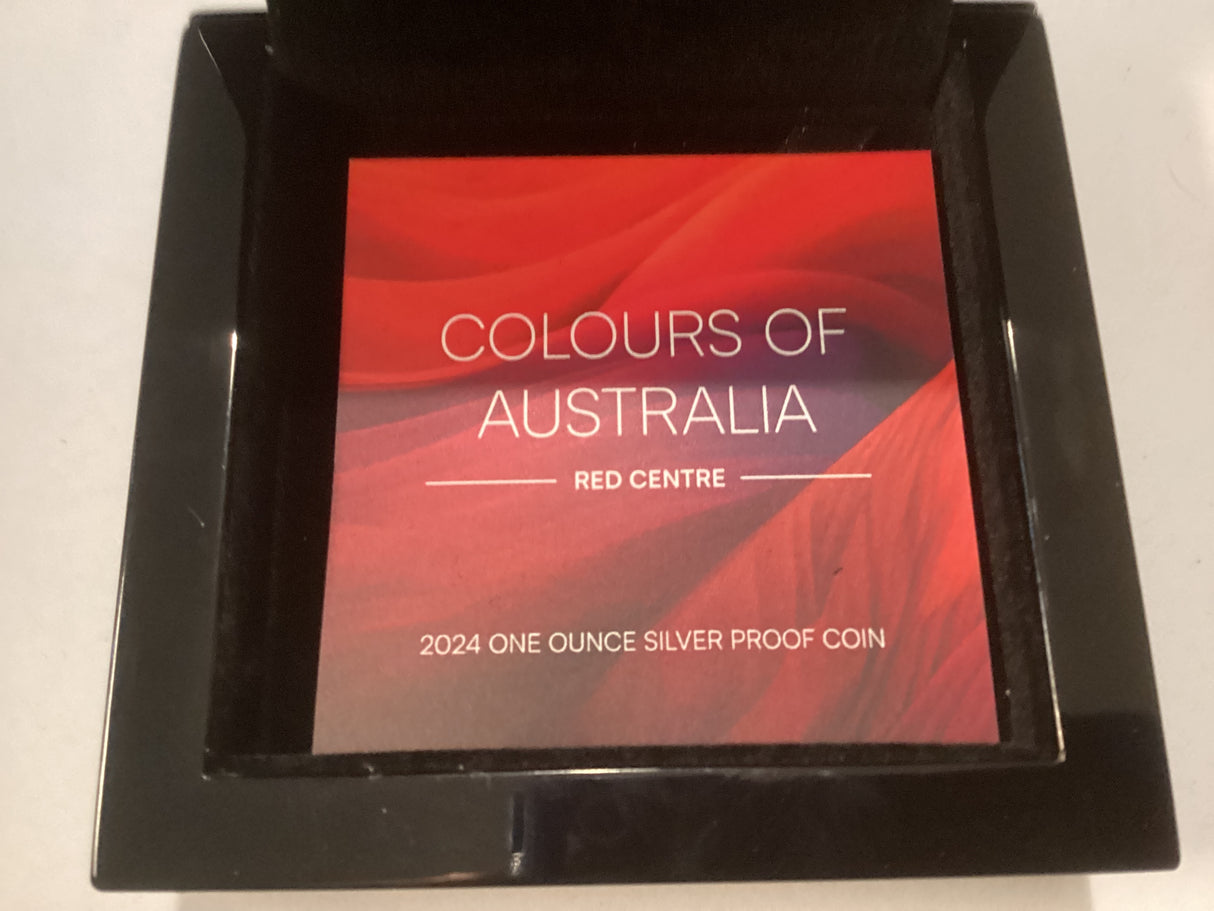 COLOURS OF
AUSTRALIA
RED CENTRE
2024 ONE OUNCE SILVER PROOF COIN